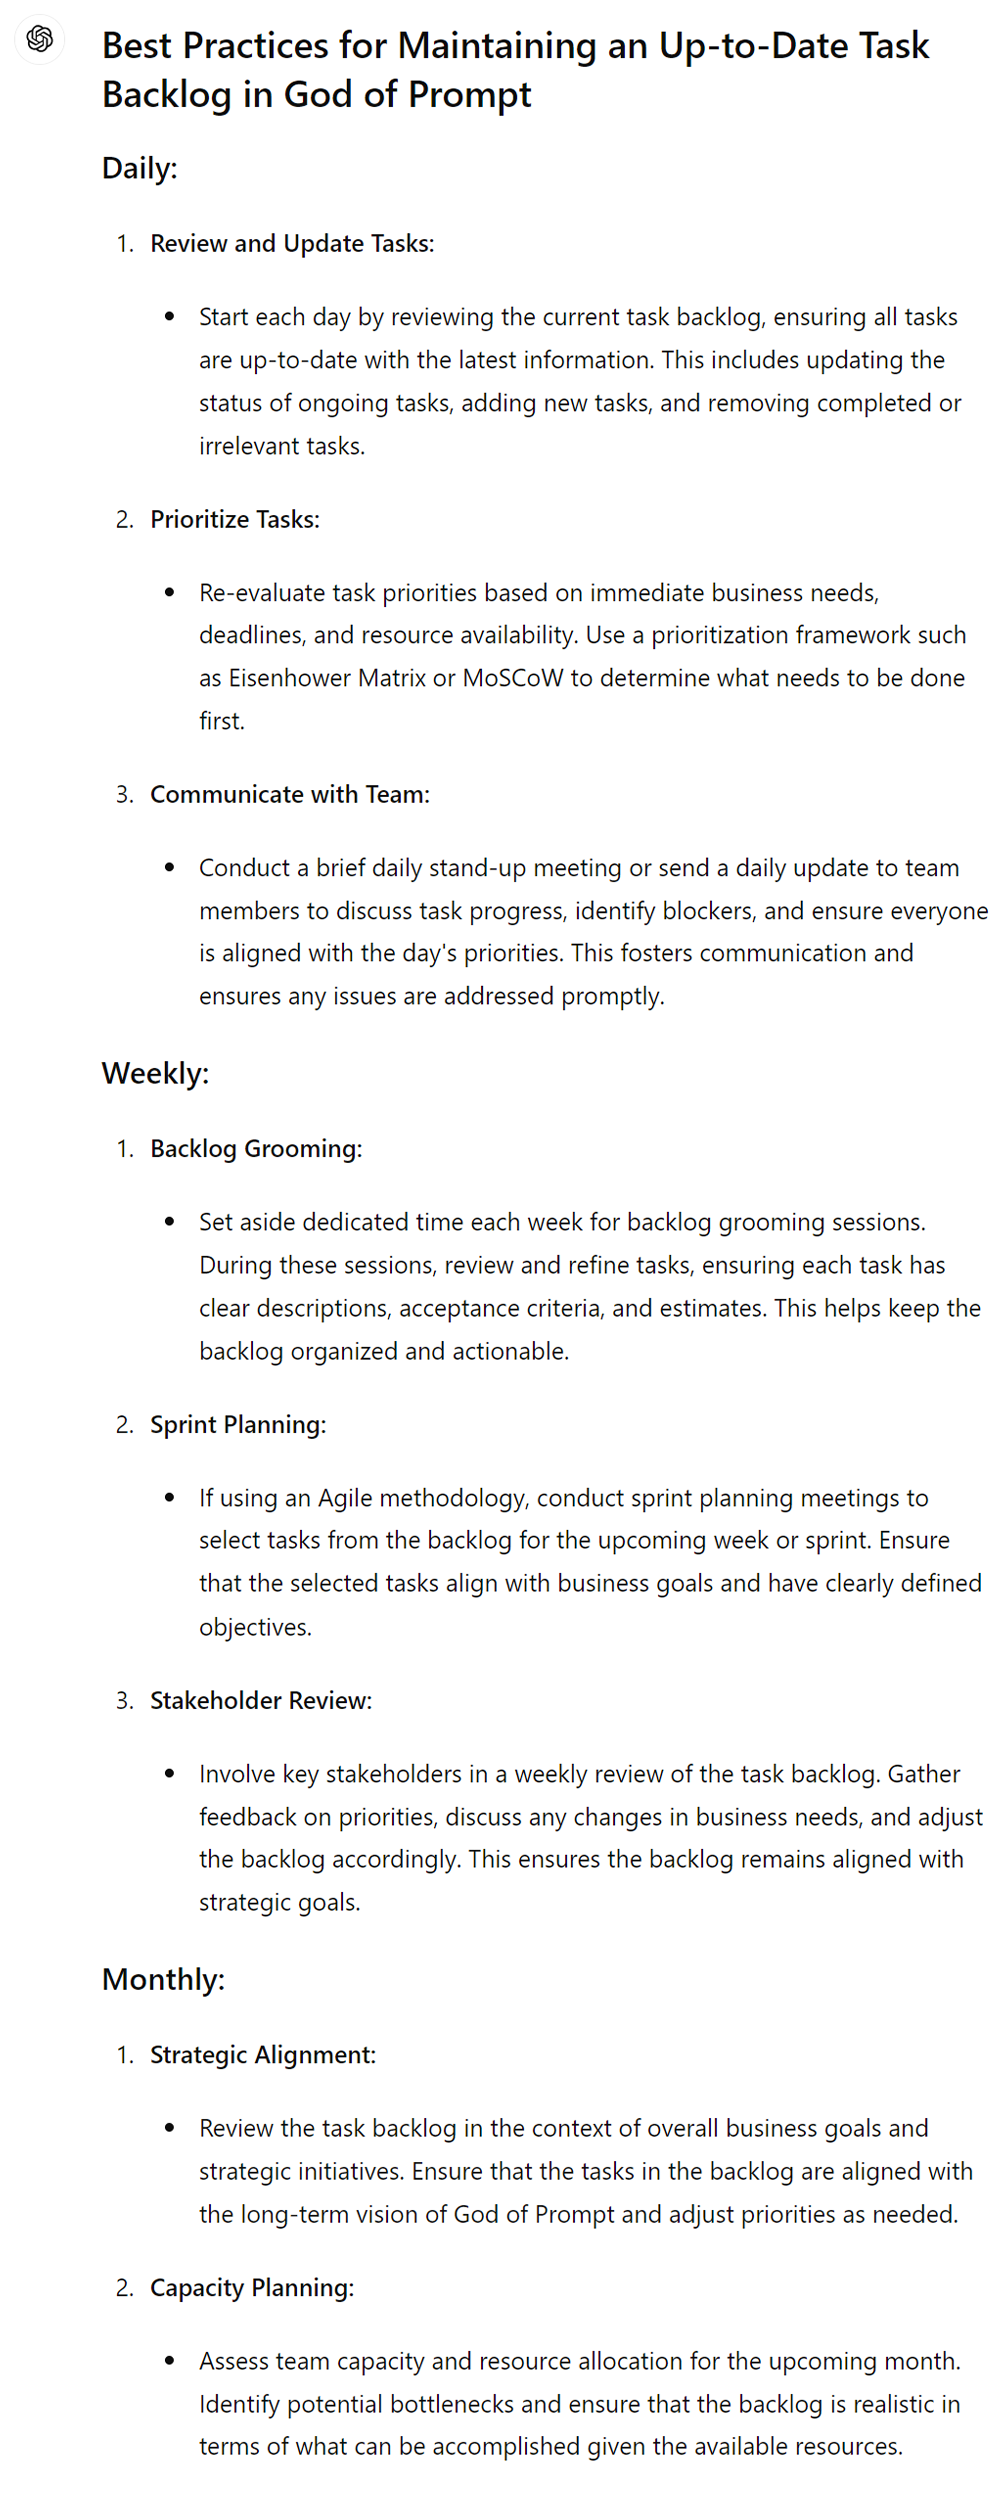 Best Practices for Maintaining an Up-to-Date Task
Backlog in God of Prompt
Daily:
1. Review and Update Tasks:
• Start each day by reviewing the current task backlog, ensuring all tasks
are up-to-date with the latest information. This includes updating the
status of ongoing tasks, adding new tasks, and removing completed or
irrelevant tasks.
2. Prioritize Tasks:
• Re-evaluate task priorities based on immediate business needs,
deadlines, and resource availability. Use a prioritization framework such
as Eisenhower Matrix or MoSCoW to determine what needs to be done
first.
3. Communicate with Team:
• Conduct a brief daily stand-up meeting or send a daily update to team
members to discuss task progress, identify blockers, and ensure everyone
is aligned with the day's priorities. This fosters communication and
ensures any issues are addressed promptly.
Weekly:
1. Backlog Grooming:
• Set aside dedicated time each week for backlog grooming sessions.
During these sessions, review and refine tasks, ensuring each task has
clear descriptions, acceptance criteria, and estimates. This helps keep the
backlog organized and actionable.
2. Sprint Planning:
• If using an Agile methodology, conduct sprint planning meetings to
select tasks from the backlog for the upcoming week or sprint. Ensure
that the selected tasks align with business goals and have clearly defined
objectives.
3. Stakeholder Review:
• Involve key stakeholders in a weekly review of the task backlog. Gather
feedback on priorities, discuss any changes in business needs, and adjust
the backlog accordingly. This ensures the backlog remains aligned with
strategic goals.
Monthly:
1. Strategic Alignment:
• Review the task backlog in the context of overall business goals and
strategic initiatives. Ensure that the tasks in the backlog are aligned with
the long-term vision of God of Prompt and adjust priorities as needed.
2. Capacity Planning:
• Assess team capacity and resource allocation for the upcoming month.
Identify potential bottlenecks and ensure that the backlog is realistic in
terms of what can be accomplished given the available resources.